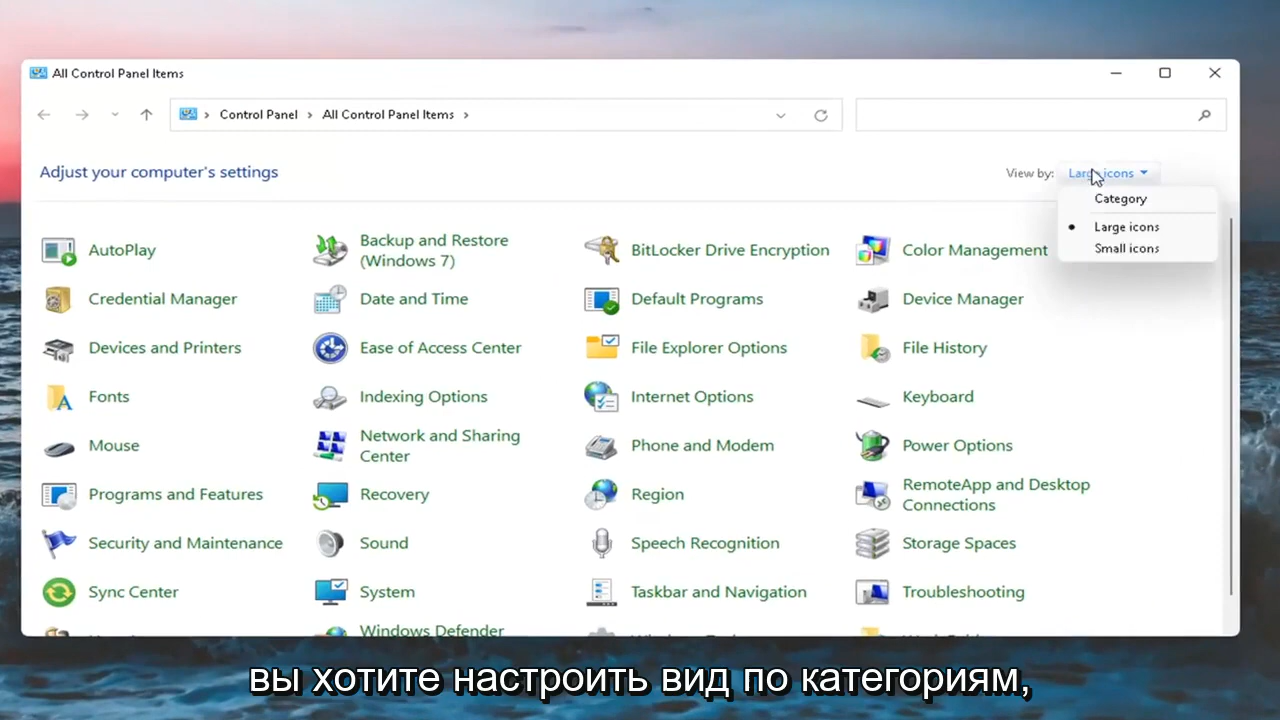 All Control Panel Items
Control Panel > All Control Panel Items >
Adjust your computer's settings
View by: Large icons
Category
Large icons
Small icons
AutoPlay
Backup and Restore
(Windows 7)
BitLocker Drive Encryption
Color Management
Credential Manager
Date and Time
Default Programs
Device Manager
Devices and Printers
Ease of Access Center
File Explorer Options
File History
Fonts
Indexing Options
Internet Options
Keyboard
Mouse
Network and Sharing
Center
Phone and Modem
Power Options
Programs and Features
Recovery
Region
RemoteApp and Desktop
Connections
Security and Maintenance
Sound
Speech Recognition
Storage Spaces
Sync Center
System
Taskbar and Navigation
Troubleshooting
Windows Defender
вы хотите настроить вид по категориям,